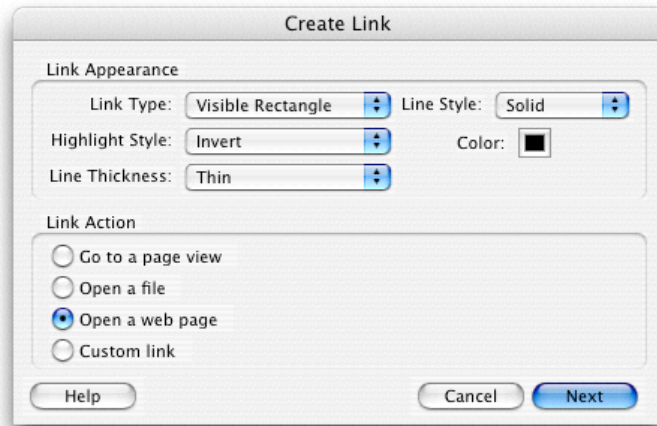 Create Link
Link Appearance
Link Type: Visible Rectangle Line Style: Solid
Highlight Style: Invert Color:
Line Thickness: Thin
Link Action
Go to a page view
Open a file
Open a web page
Custom link
Help Cancel Next